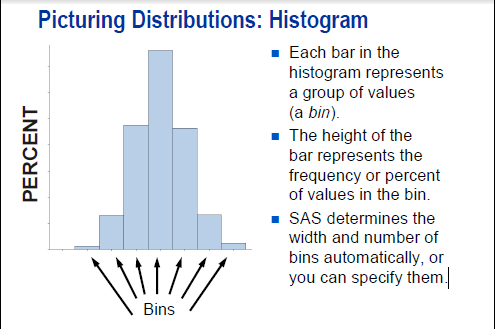 Picturing Distributions: Histogram
PERCENT
Bins
Each bar in the
histogram represents
a group of values
(a bin).
The height of the
bar represents the
frequency or percent
of values in the bin.
SAS determines the
width and number of
bins automatically, or
you can specify them.